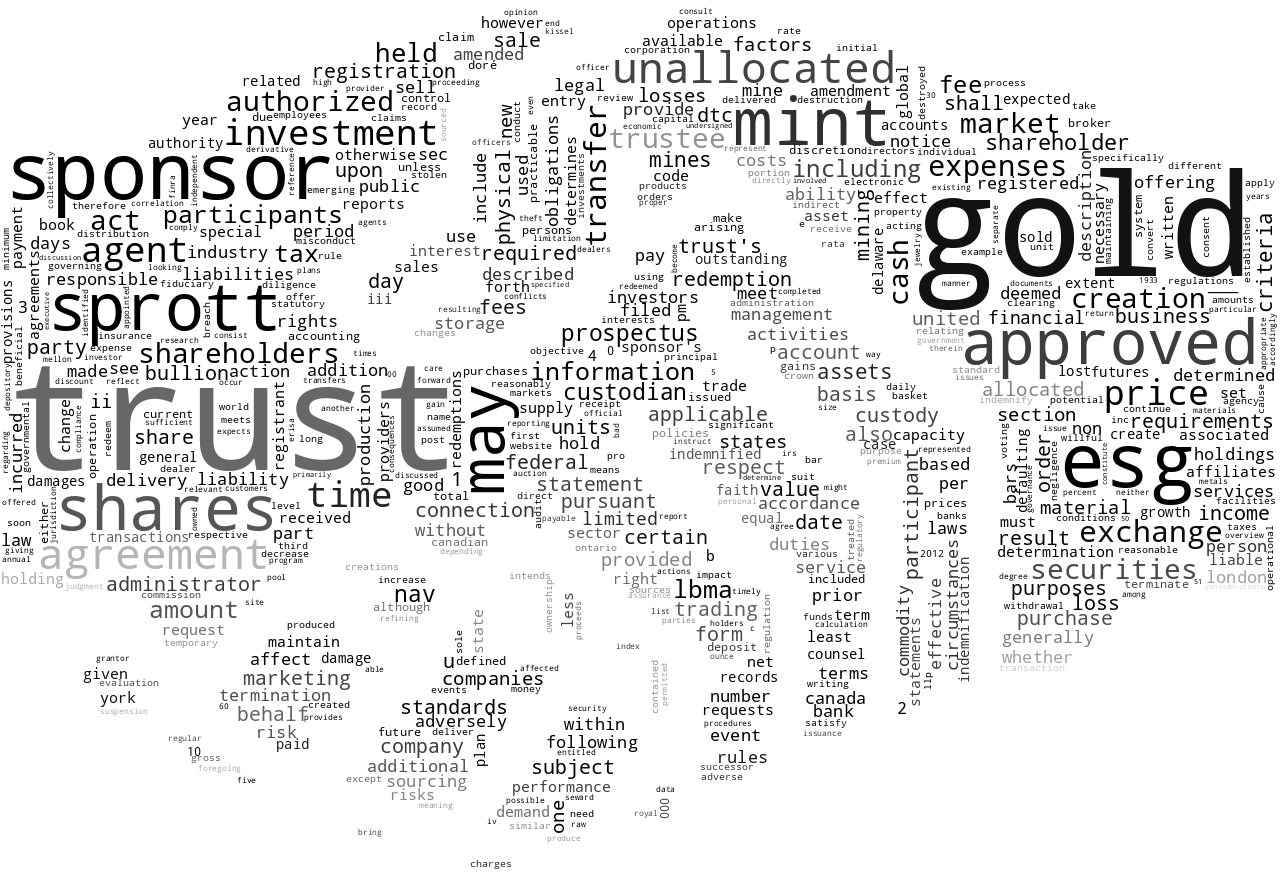 opinion
consult
however
end
kissel
operations
rate
claim
sale
corporation
available
factors
initial
held
amended
officer
unallocated
registration
doré
legal
mine
amendment
global
destroyed
fee
process
related
high
provider
proceeding
sell
authorized
control
record
entry
review
losses
delivered
destruction
30
shall
expected
take
year
due
employees
claims
investment
sourced
even
new
conduct
provide
capital
dtc
mint
accounts
market
broker
authority
derivative
officers
practicable
economic
undersigned
trustee
notice
shareholder
sponsor
collectively
finra
independent
reference
otherwise
sec
unless
upon
stolen
emerging
public
include
physical
used
obligations
determines
investments
transfer
represent
mines
code
costs
portion
directly
involved
discretion
directors
individual
including
electronic
expenses
specifically
different
existing
registered
description
necessary
maintaining
offering
apply
years
gold
therefore
correlation
participants
reports
products
orders
proper
ability
indirect
effect
property
asset
receive
acting
separate
system
convert
written
consent
established
payment
minimum
book
act
distribution
comply
special
period
agents
theft
persons
limitation
make
arising
rata
mining
delaware
jewelry
cash
example
sold
unit
days
agent
looking
discussion
industry
misconduct
tax
rule
use
interest
required
dealers
trust's
outstanding
pay
become
governing
liabilities
plans
responsible
fiduciary
diligence
day
sales
described
forth
specified
using
redemption
meet
completed
manner
documents
deemed
extent
1933
regulations
criteria
provisions
agreements
3
sprott
executive
identified
appointed
breach
offer
statutory
rights
iii
conflicts
resulting
fees
storage
redeemed
investors
filed
pm
administration
management
creation
amounts
clearing
particular
insurance
research
consist
accounting
changes
interests
prospectus
activities
united
relating
government
therein
financial
return
business
appropriate
accordingly
party
expense
shareholders
times
objective
4
0
sponsor's
principal
p
account
way
gains
crown
assets
approved
depository
beneficial
mellon
investor
made
see
bullion
action
addition
00
care
purchases
reasonably
information
5
standard
issues
lost
futures
determined
discount
reflect
occur
transfers
forward
markets
custodian
trade
issued
daily
basket
basis
allocated
indemnify
potential
price
set
agency
cause
trust
regarding
governmental
incurred
change
compliance
ii
operation
redeem
current
sufficient
share
general
dealer
world
meets
expects
registrant
erisa
another
long
production
providers
consequences
gain
name
assumed
post
redemptions
may
supply
receipt
official
units
reporting
first
website
hold
bad
significant
applicable
policies
size
custody
also
capacity
purpose
premium
represented
section
continue
materials
inc
requirements
voting
non
issue
willful
create
associated
damages
delivery
relevant
customers
liability
primarily
discussed
good
1
auction
federal
means
pro
states
indemnified
irs
bar
respect
determine
suit
based
bars
governance
defaulting
order
esg
percent
constitute
neither
holdings
affiliates
metals
services
offered
either
jurisdiction
shares
owned
level
time
total
connection
direct
audit
statement
pursuant
faith
personal
value
might
accordance
per
participant
prices
banks
material
growth
income
facilities
soon
law
giving
annual
transactions
respective
received
part
without
payable
limited
report
equal
agree
date
created
regulatory
laws
must
conditions
50
exchange
taxes
overview
agreement
third
decrease
program
canadian
depending
sector
ontario
certain
duties
various
2012
result
determination
reasonable
person
liable
operational
holding
judgment
administrator
pool
creations
intends
provided
b
service
circumstances
indemnification
securities
degree
terminate
51
london
considerations
commission
increase
nav
although
refining
ownership
proceeds
less
right
sources
assurance
actions
impact
lbma
timely
included
prior
commodity
effective
purposes
among
withdrawal
loss
amount
site
request
temporary
state
list
parties
trading
holders
regulation
funds
term
calculation
purchase
produced
maintain
sole
index
form
c
deposit
ounce
least
counsel
generally
whether
transaction
grantor
given
evaluation
affect
damage
able
u
defined
affected
companies
contained
permitted
net
records
terms
writing
statements
llp
york
suspension
marketing
termination
events
money
number
canada
60
behalf
created
provides
standards
security
requests
bank
2
risk
adversely
within
procedures
satisfy
issuance
regular
10
gross
foregoing
paid
future
deliver
company
plan
following
entitled
event
rules
five
additional
except
sourcing
subject
successor
adverse
risks
meaning
performance
possible
seward
data
demand
one
need
royal
000
iv
similar
raw
produce
bring
charges